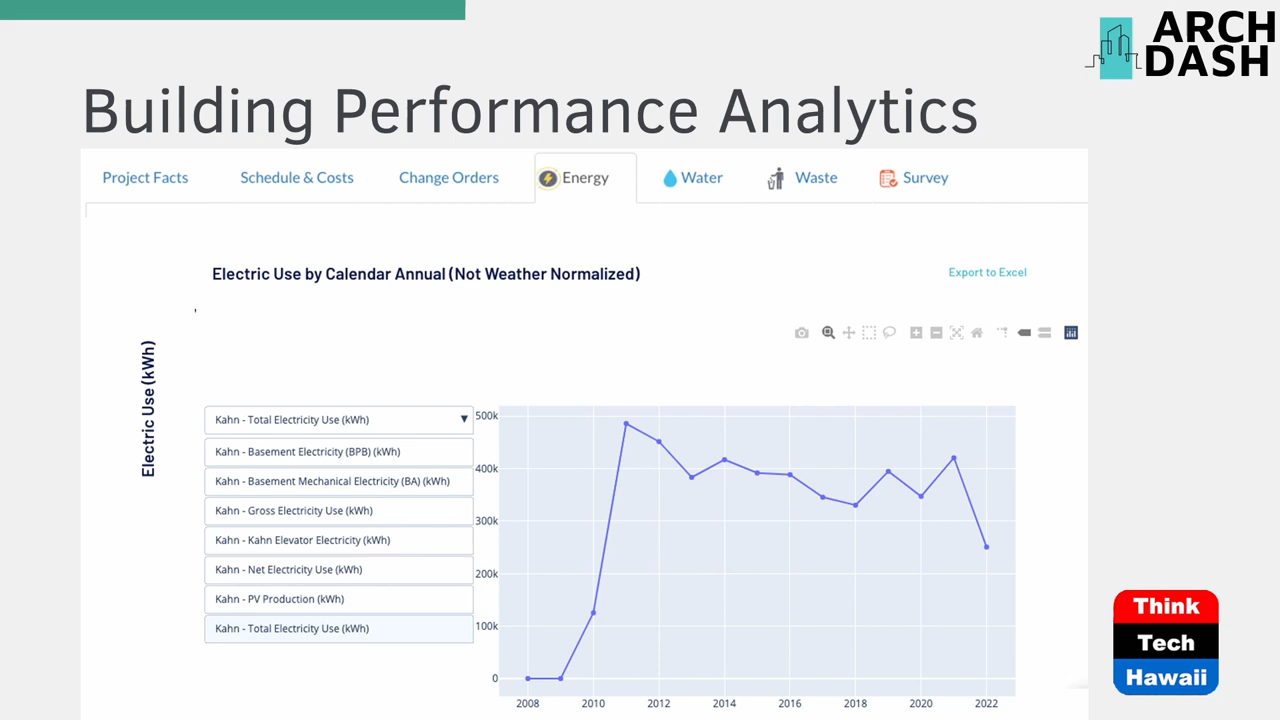 ARCH
DASH
Building Performance Analytics
Project Facts
Schedule & Costs
Change Orders
Energy
Water
Waste
Survey
Electric Use by Calendar Annual (Not Weather Normalized)
Export to Excel
Electric Use (kWh)
Kahn - Total Electricity Use (kWh) ▼
Kahn - Basement Electricity (BPB) (kWh)
Kahn - Basement Mechanical Electricity (BA) (kWh)
Kahn - Gross Electricity Use (kWh)
Kahn - Kahn Elevator Electricity (kWh)
Kahn - Net Electricity Use (kWh)
Kahn - PV Production (kWh)
Kahn - Total Electricity Use (kWh)
500k
400k
300k
200k
100k
0
2008
2010
2012
2014
2016
2018
2020
2022
Think
Tech
Hawaii